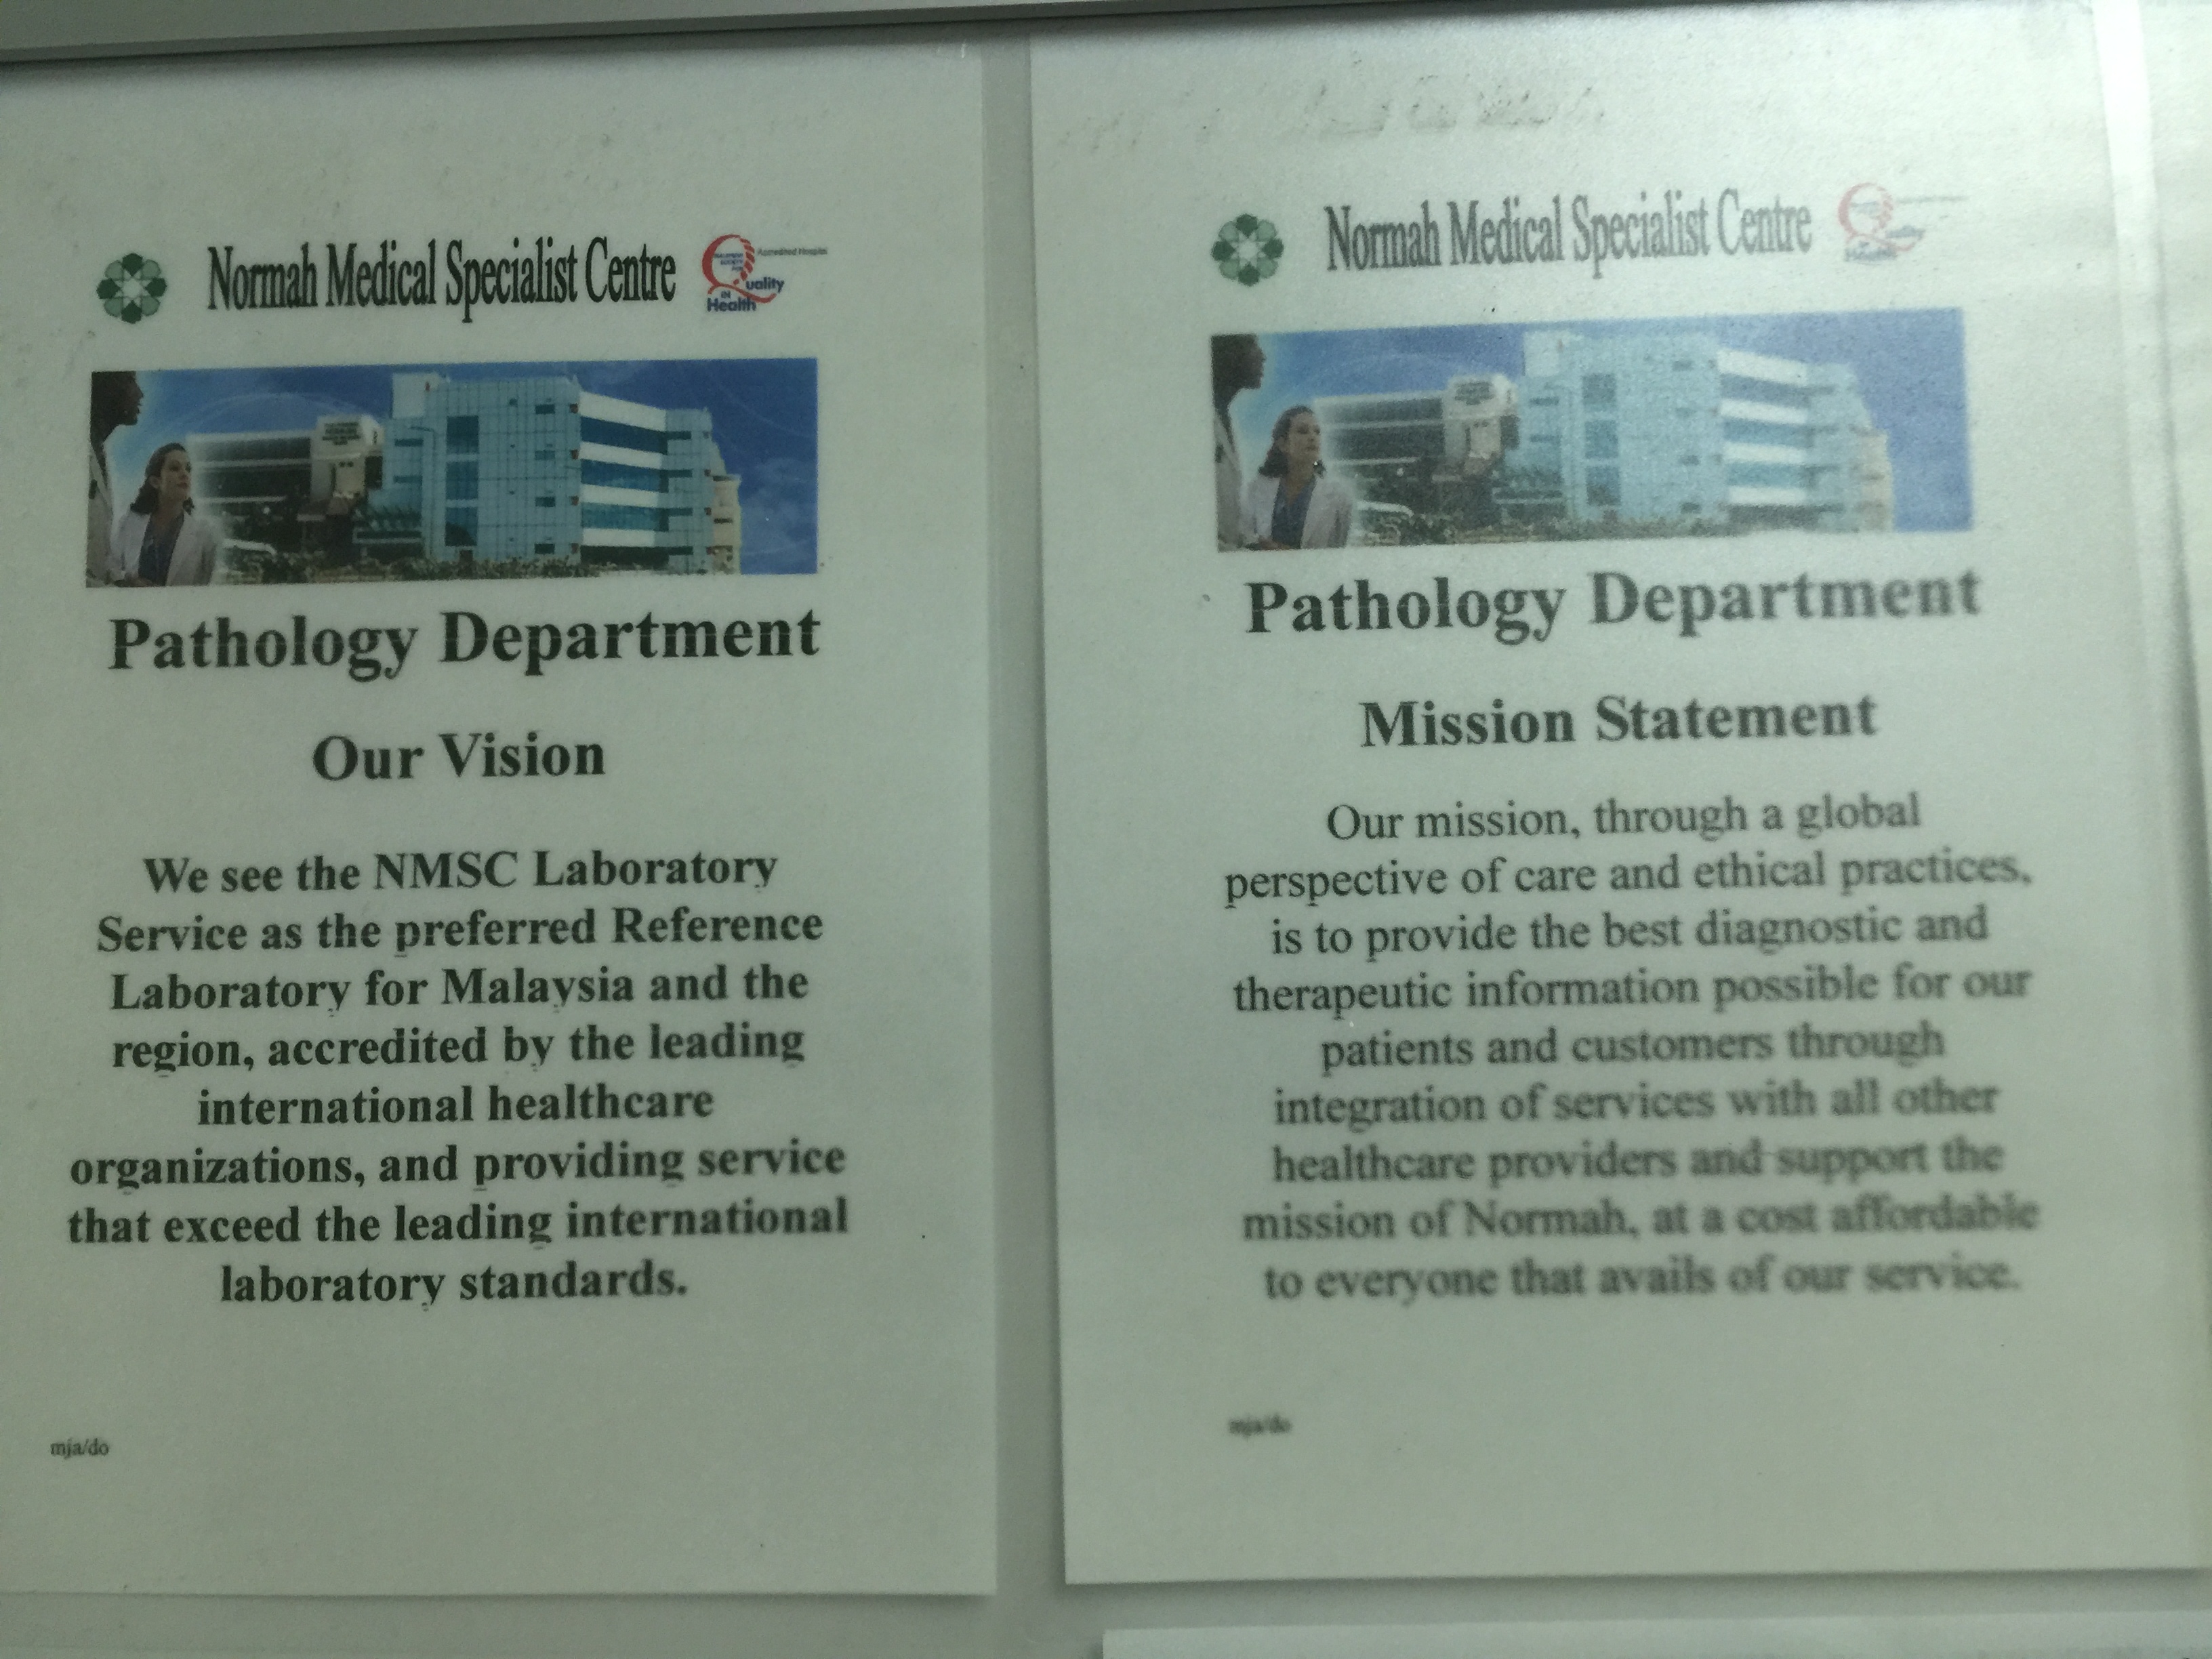 Normah Medical Specialist Centre
Accredited Hospital
Quality
IN
Health
Pathology Department
Our Vision
We see the NMSC Laboratory
Service as the preferred Reference
Laboratory for Malaysia and the
region, accredited by the leading
international healthcare
organizations, and providing service
that exceed the leading international
laboratory standards.
mja/do
Normah Medical Specialist Centre
Quality
Health
Pathology Department
Mission Statement
Our mission, through a global
perspective of care and ethical practices,
is to provide the best diagnostic and
therapeutic information possible for our
patients and customers through
integration of services with all other
healthcare providers and support the
mission of Normah, at a cost affordable
to everyone that avails of our service.
mja/do